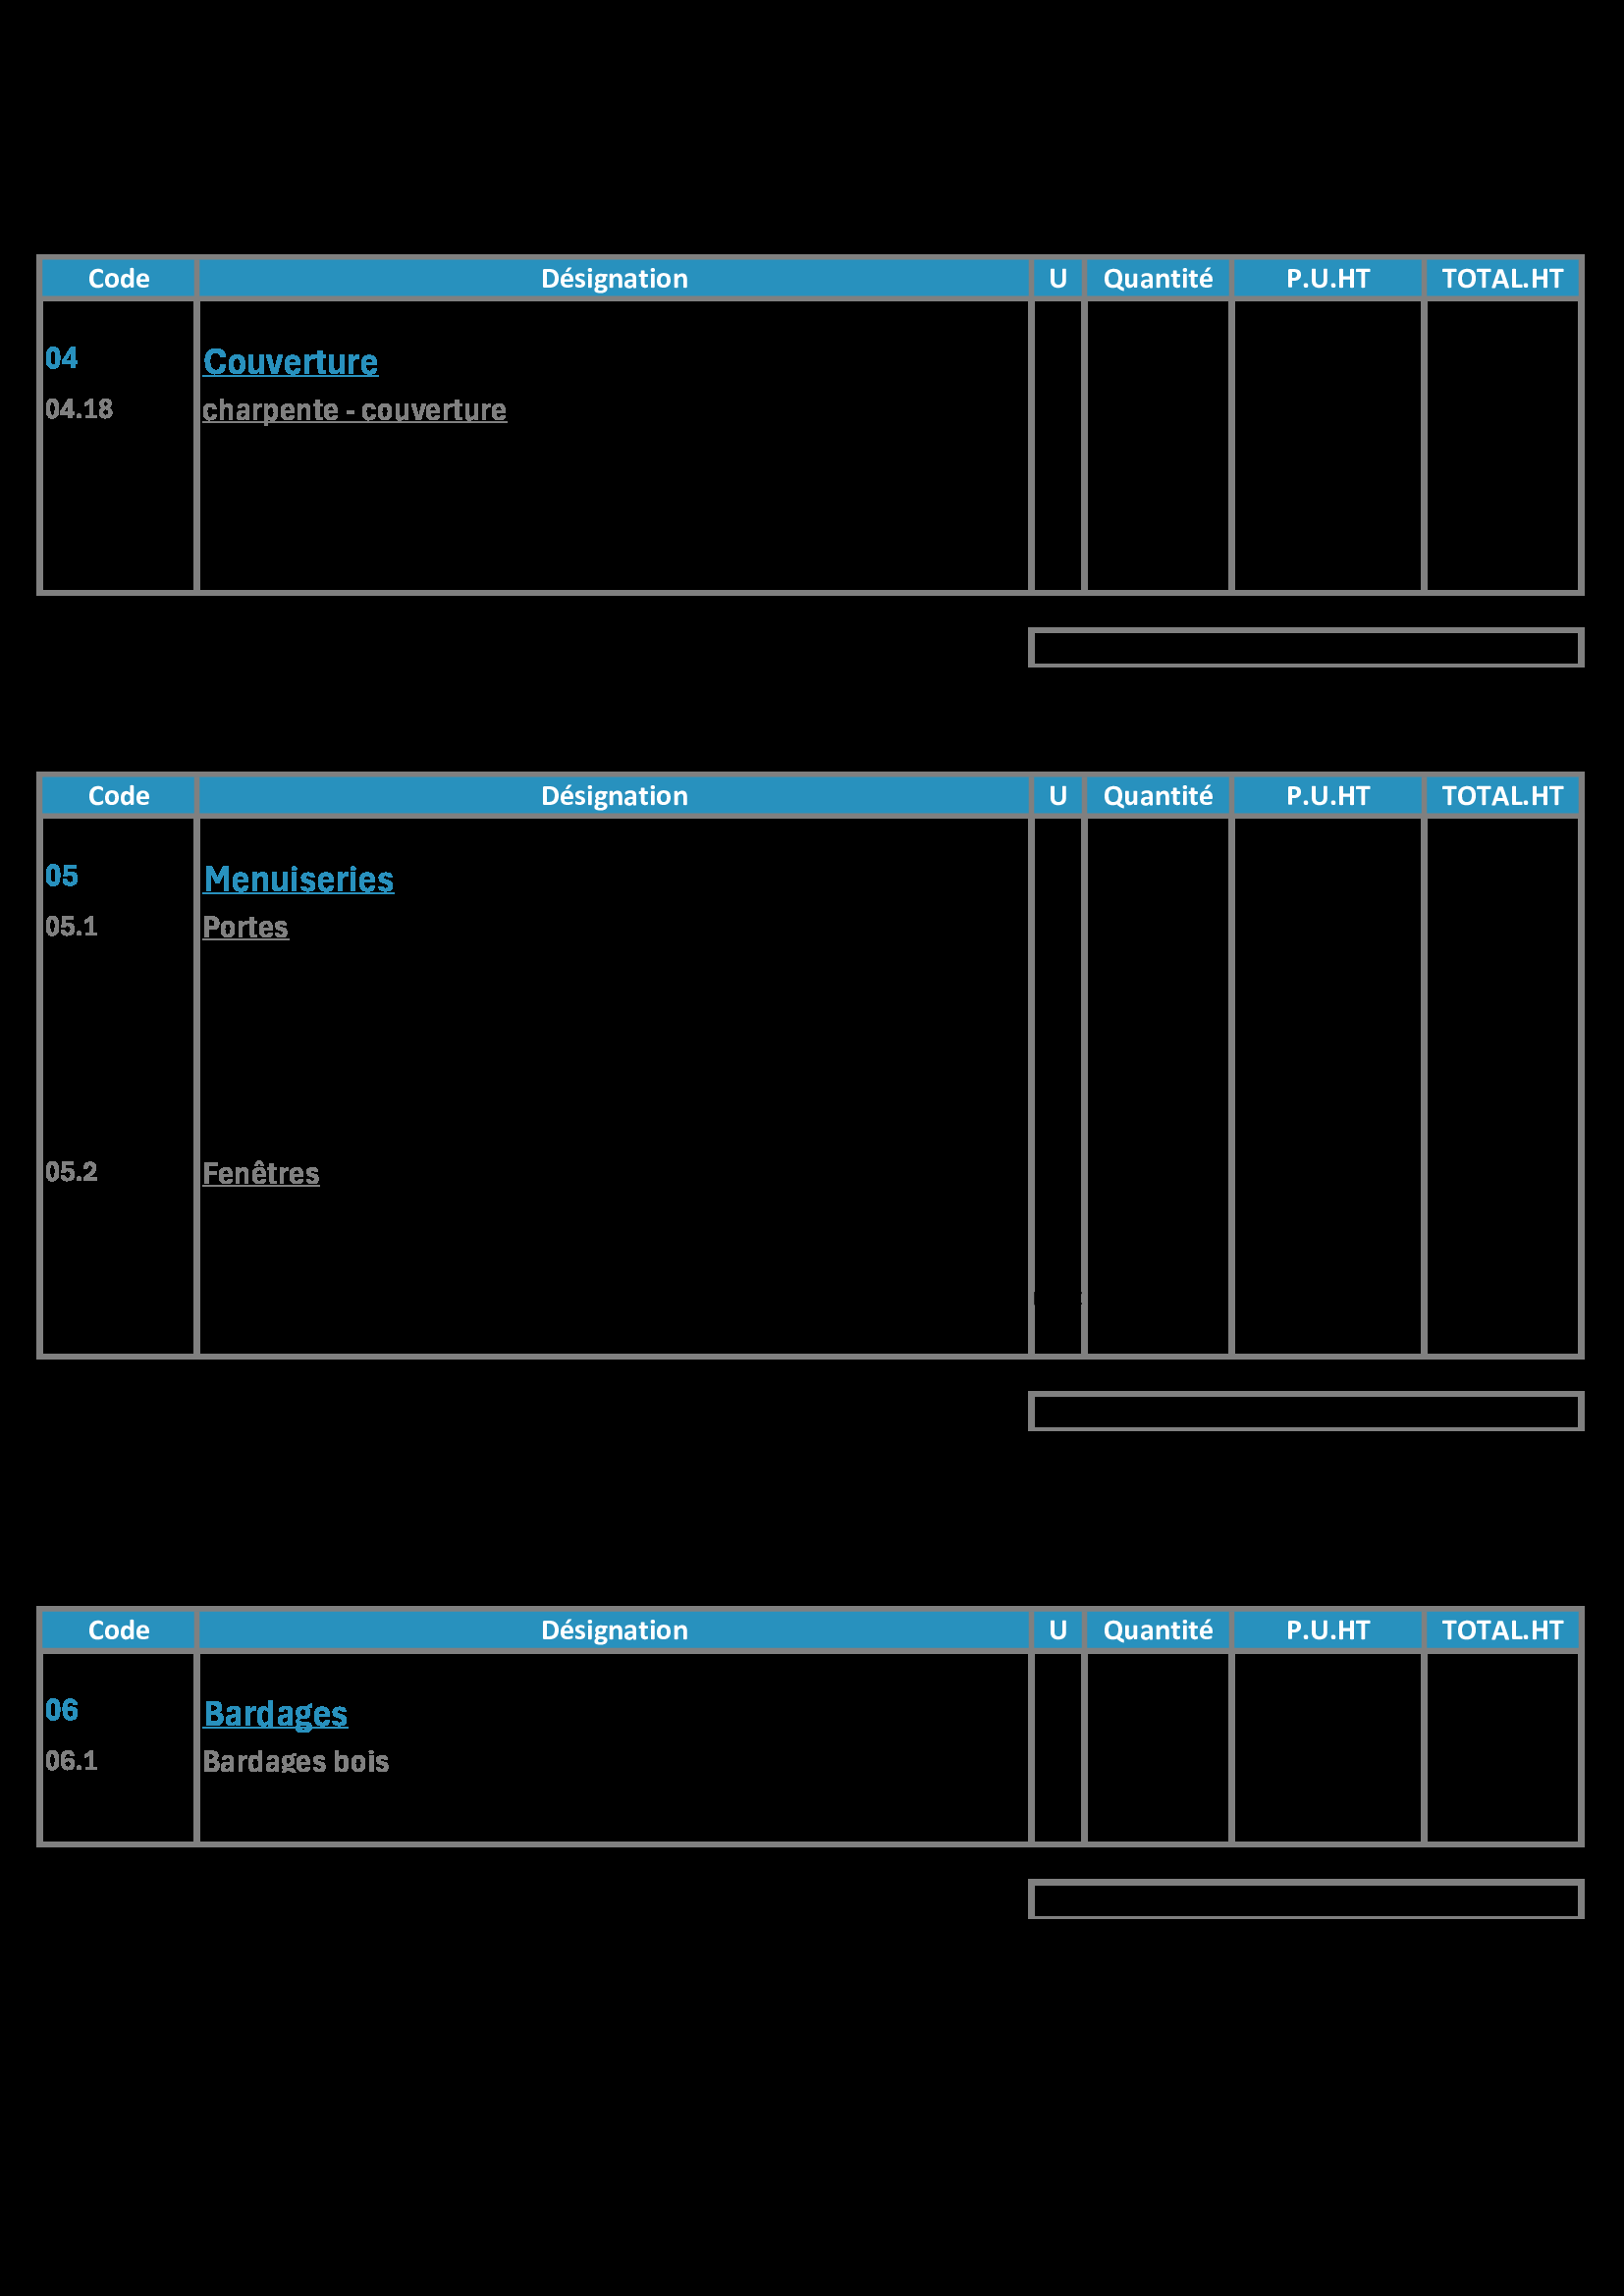 Code Désignation U Quantité P.U.HT TOTAL.HT
04 Couverture
04.18 charpente - couverture
Code Désignation U Quantité P.U.HT TOTAL.HT
05 Menuiseries
05.1 Portes
05.2 Fenêtres
Code Désignation U Quantité P.U.HT TOTAL.HT
06 Bardages
06.1 Bardages bois